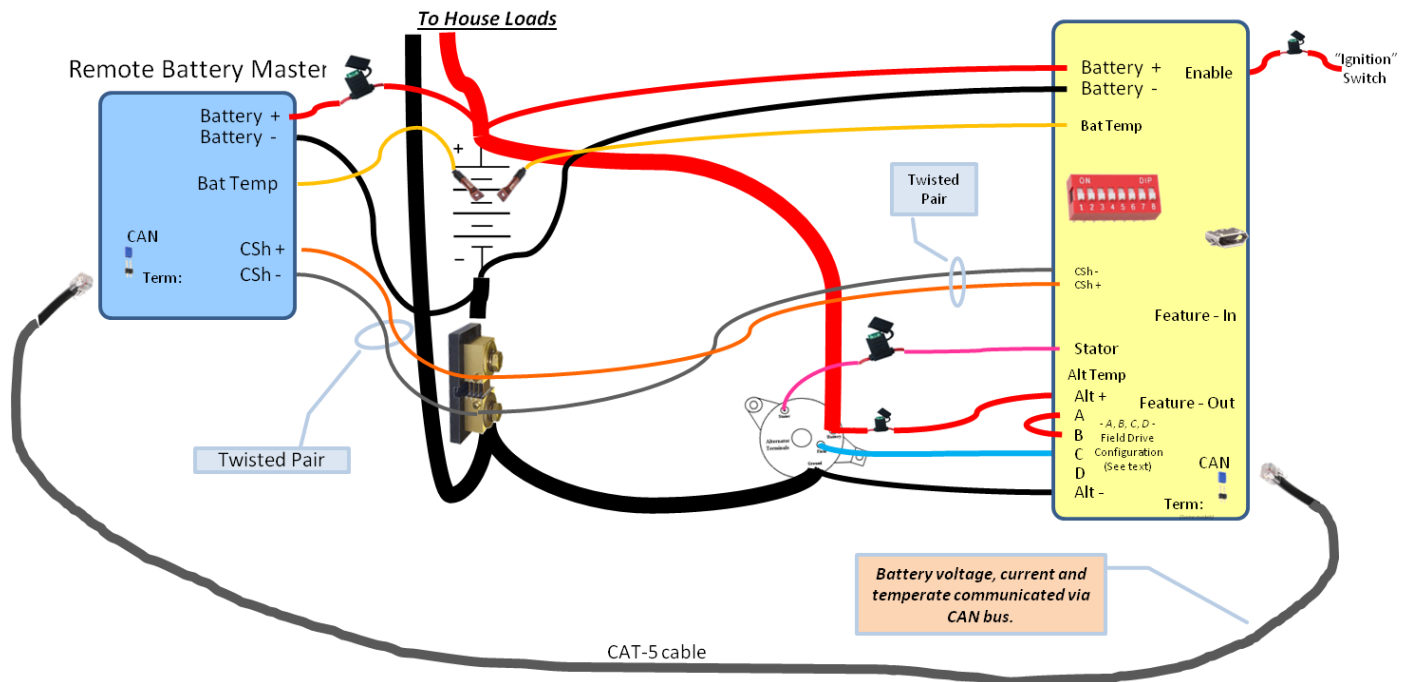 To House Loads
Remote Battery Master
Battery +
Battery -
Bat Temp
CSh +
CSh -
CAN
Term:
Twisted Pair
+
-
Twisted
Pair
Battery +
Battery -
Enable
"Ignition"
Switch
Bat Temp
ON DIP
1 2 3 4 5 6 7 8
CSh -
CSh +
Feature - In
Stator
Alt Temp
Alt +
Feature - Out
A
B
C
D
- A, B, C, D -
Field Drive
Configuration
(See text)
Alt -
CAN
Term:
Alternator
Terminals
Battery
Field
Ground
Battery voltage, current and
temperate communicated via
CAN bus.
CAT-5 cable